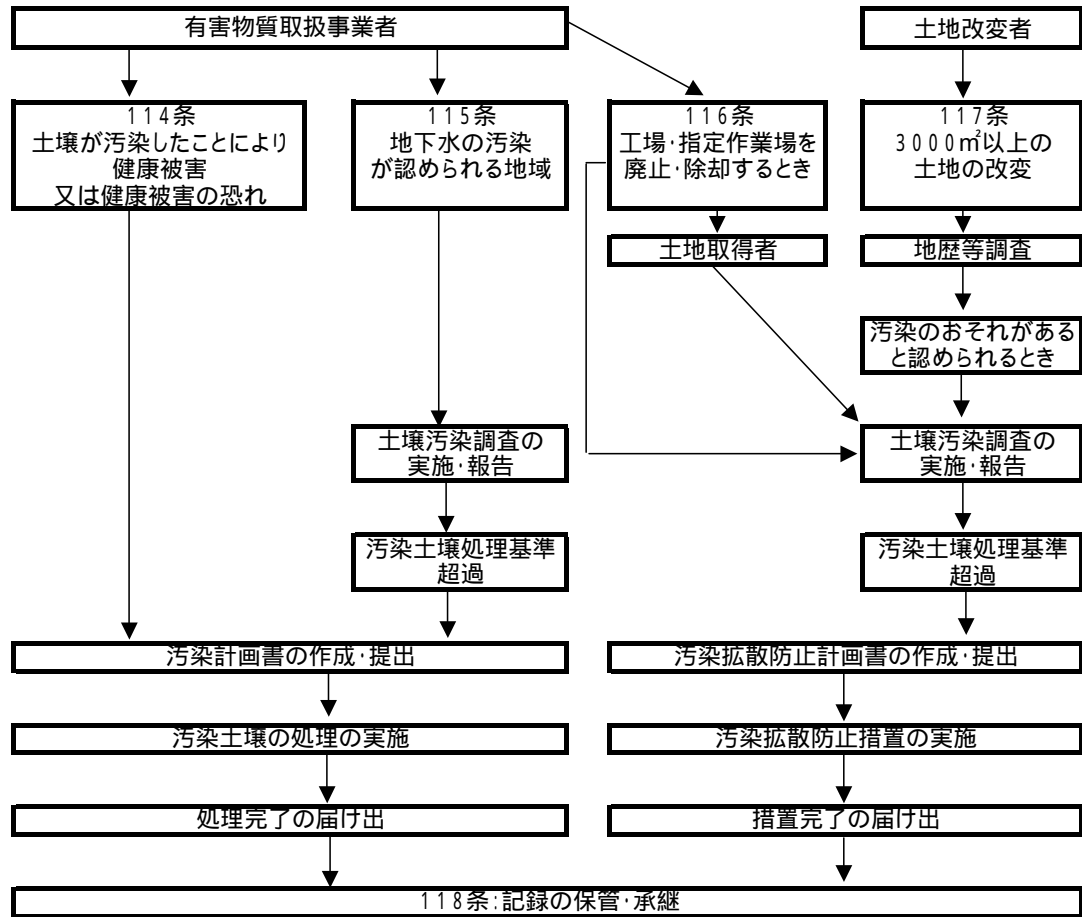 有害物質取扱事業者
土地改変者
114条
土壌が汚染したことにより
健康被害
又は健康被害の恐れ
115条
地下水の汚染
が認められる地域
116条
工場・指定作業場を
廃止・除却するとき
117条
3000㎡以上の
土地の改変
土地取得者
地歴等調査
汚染のおそれがある
と認められるとき
土壌汚染調査の
実施・報告
土壌汚染調査の
実施・報告
汚染土壌処理基準
超過
汚染土壌処理基準
超過
汚染計画書の作成・提出
汚染拡散防止計画書の作成・提出
汚染土壌の処理の実施
汚染拡散防止措置の実施
処理完了の届け出
措置完了の届け出
118条：記録の保管・承継